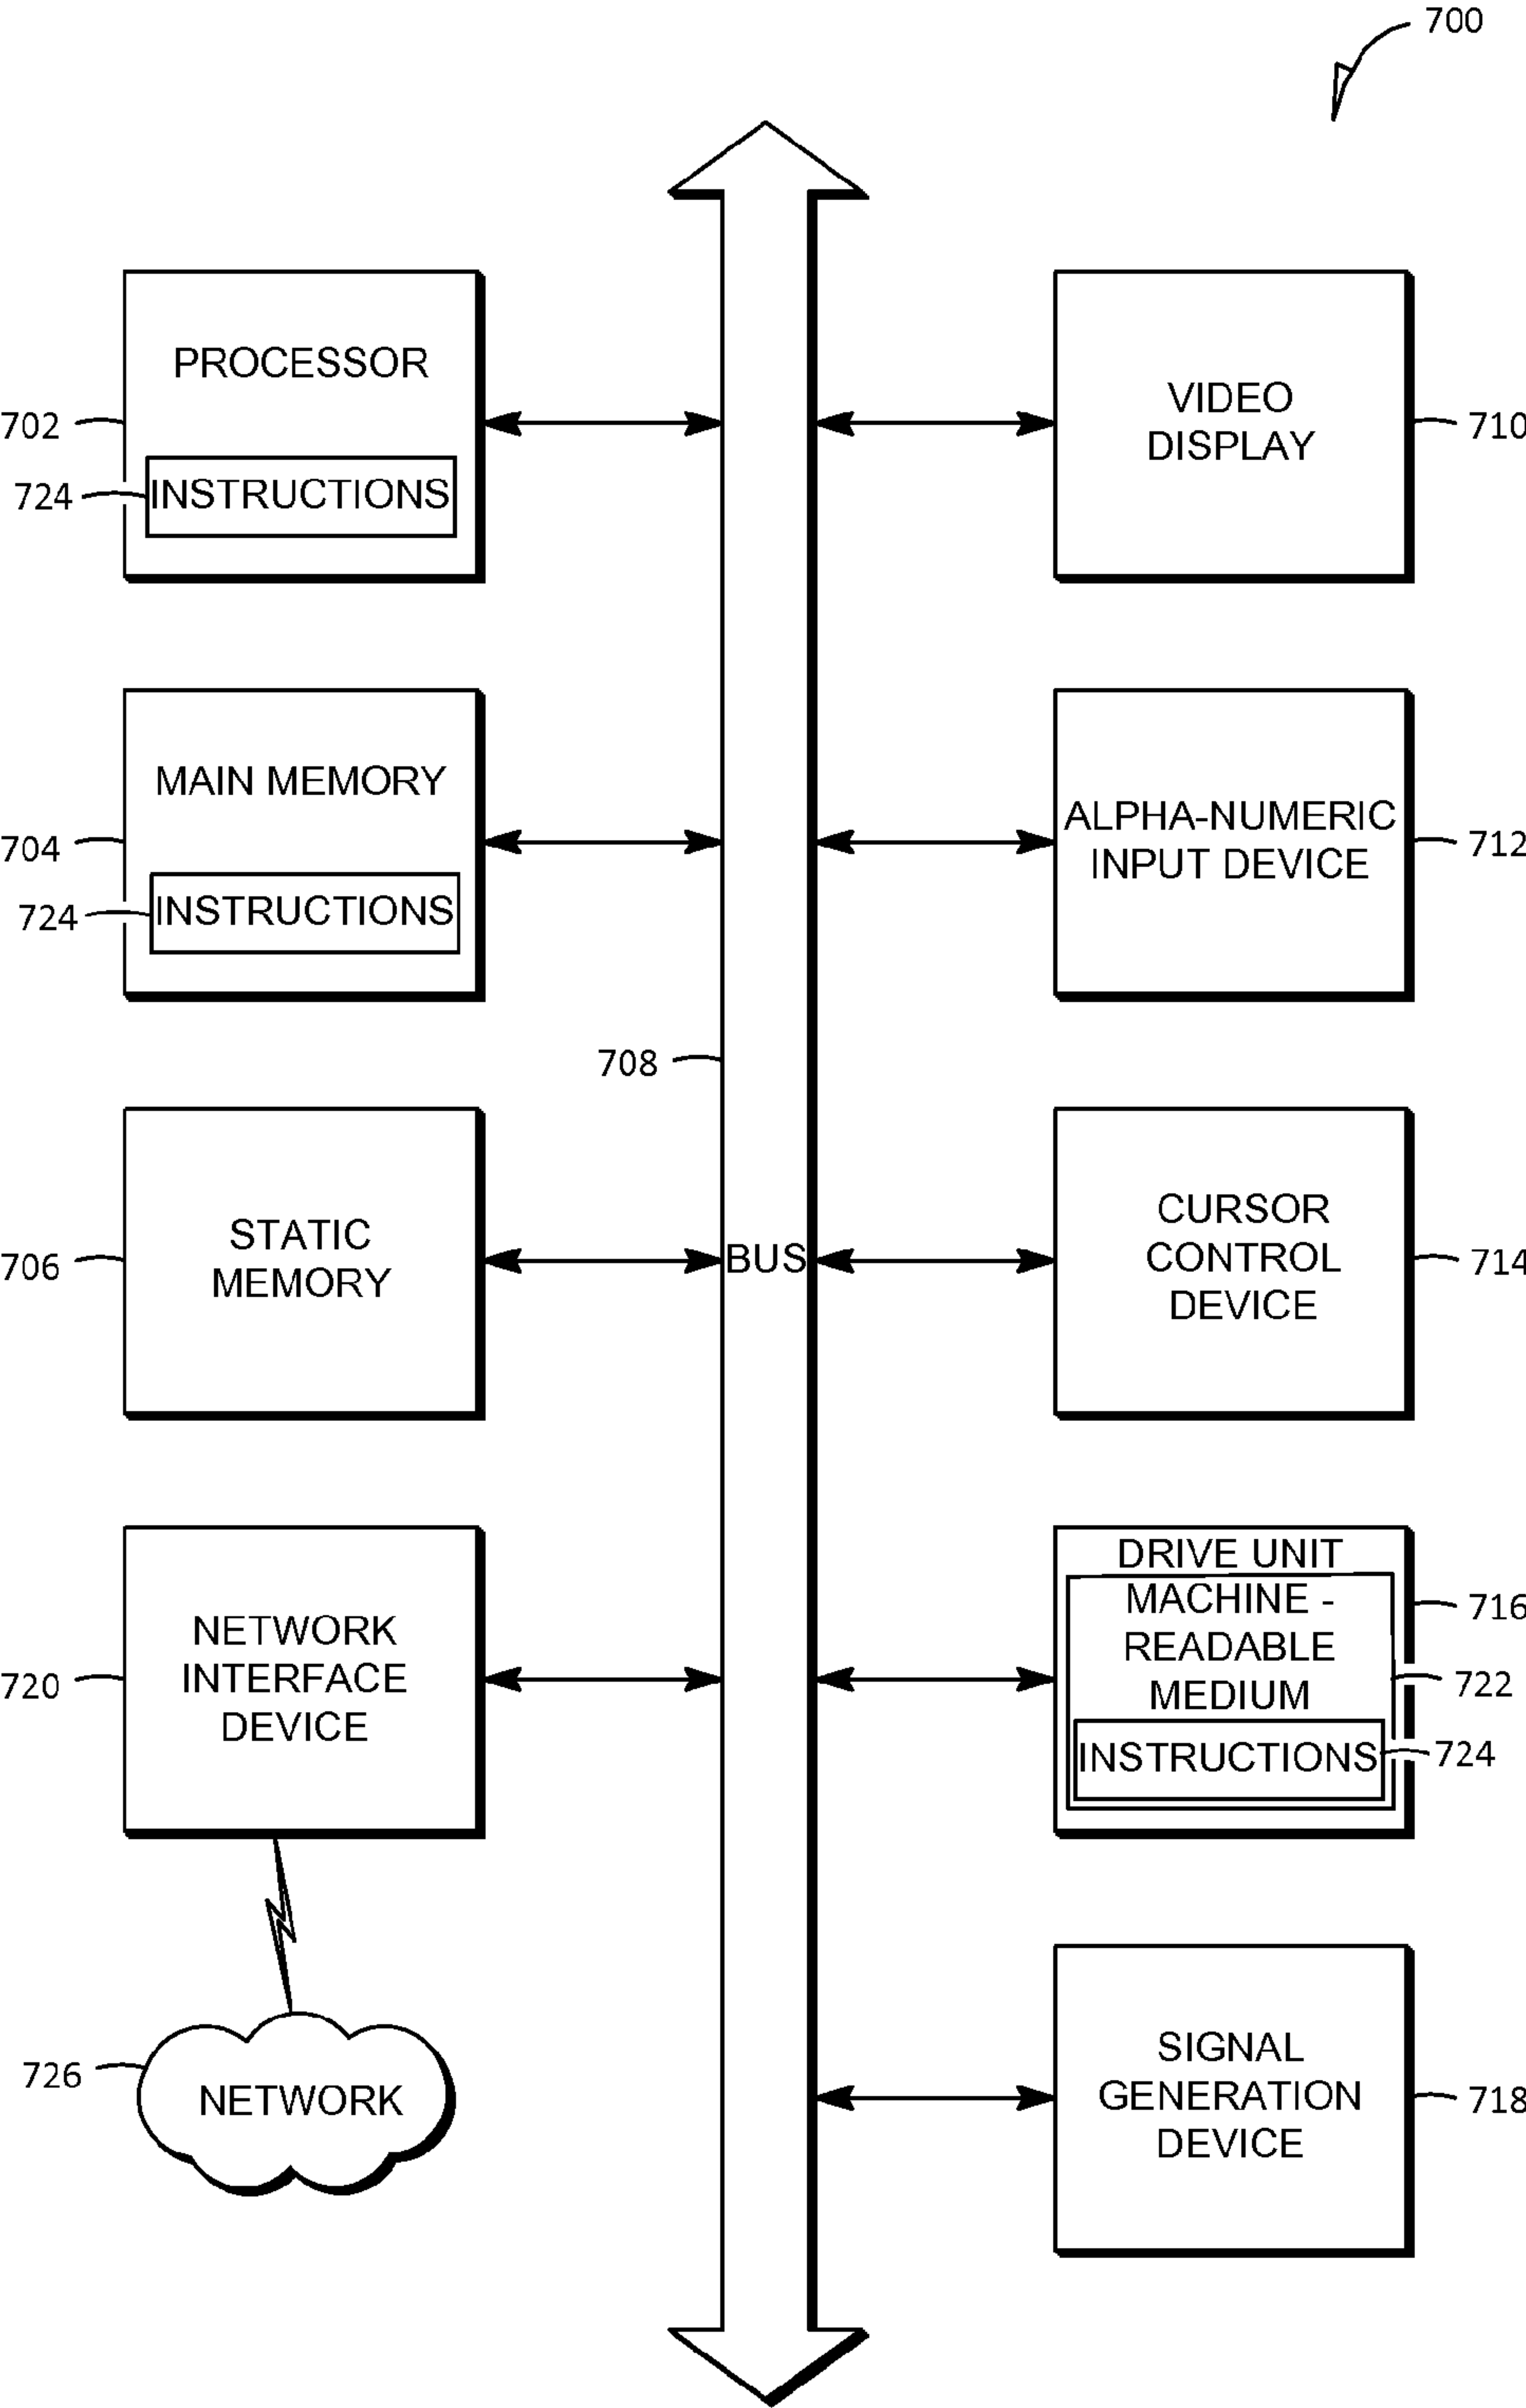 700
PROCESSOR
702
724
INSTRUCTIONS
VIDEO
DISPLAY
710
MAIN MEMORY
704
724
INSTRUCTIONS
ALPHA-NUMERIC
INPUT DEVICE
712
708
STATIC
MEMORY
706
BUS
CURSOR
CONTROL
DEVICE
714
NETWORK
INTERFACE
DEVICE
720
DRIVE UNIT
716
MACHINE -
READABLE
MEDIUM
722
INSTRUCTIONS
724
726
NETWORK
SIGNAL
GENERATION
DEVICE
718